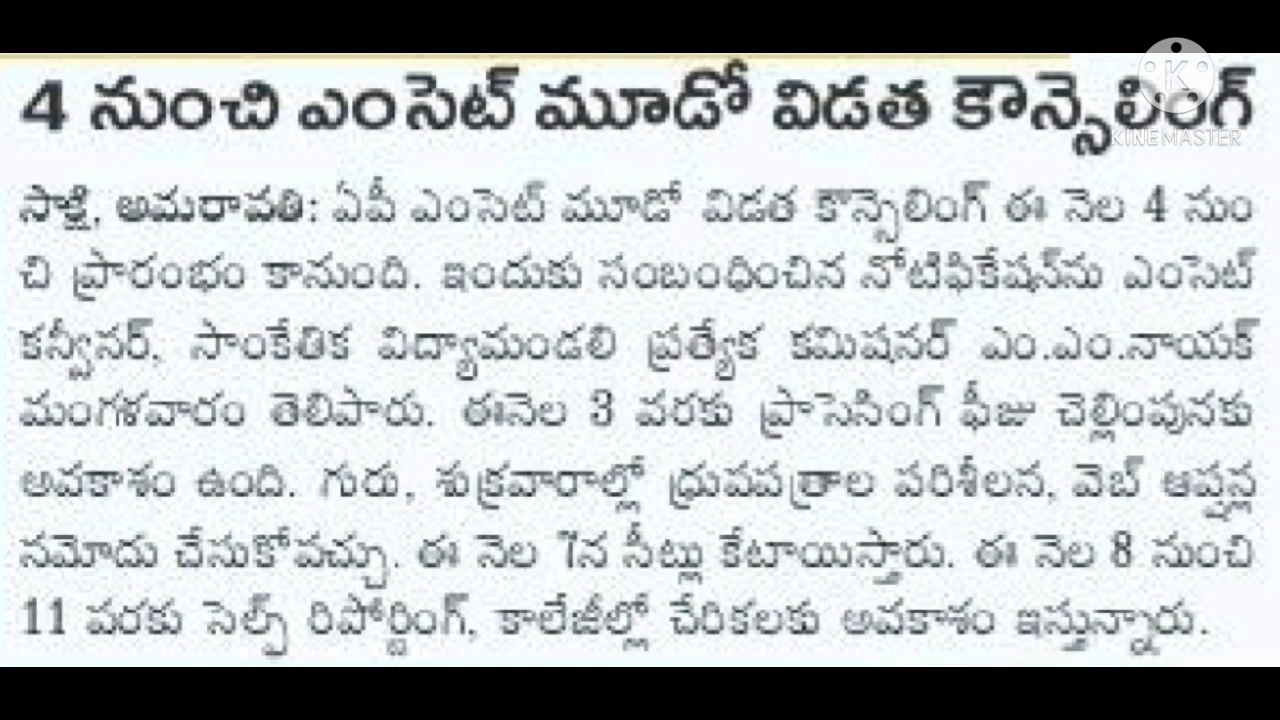 4 నుంచి ఎంసెట్ మూడో విడత కౌన్సెలింగ్
K
KINEMASTER
సాక్షి, అమరావతి: ఏపీ ఎంసెట్ మూడో విడత కౌన్సెలింగ్ ఈ నెల 4 నుం
చి ప్రారంభం కానుంది. ఇందుకు సంబంధించిన నోటిఫికేషన్‌ను ఎంసెట్
కన్వీనర్, సాంకేతిక విద్యామండలి ప్రత్యేక కమిషనర్ ఎం.ఎం.నాయక్
మంగళవారం తెలిపారు. ఈనెల 3 వరకు ప్రాసెసింగ్ ఫీజు చెల్లింపునకు
అవకాశం ఉంది. గురు, శుక్రవారాల్లో ధ్రువపత్రాల పరిశీలన, వెబ్ ఆప్షన్ల
నమోదు చేసుకోవచ్చు. ఈ నెల 7న సీట్లు కేటాయిస్తారు. ఈ నెల 8 నుంచి
11 వరకు సెల్ఫ్ రిపోర్టింగ్, కాలేజీల్లో చేరికలకు అవకాశం ఇస్తున్నారు.